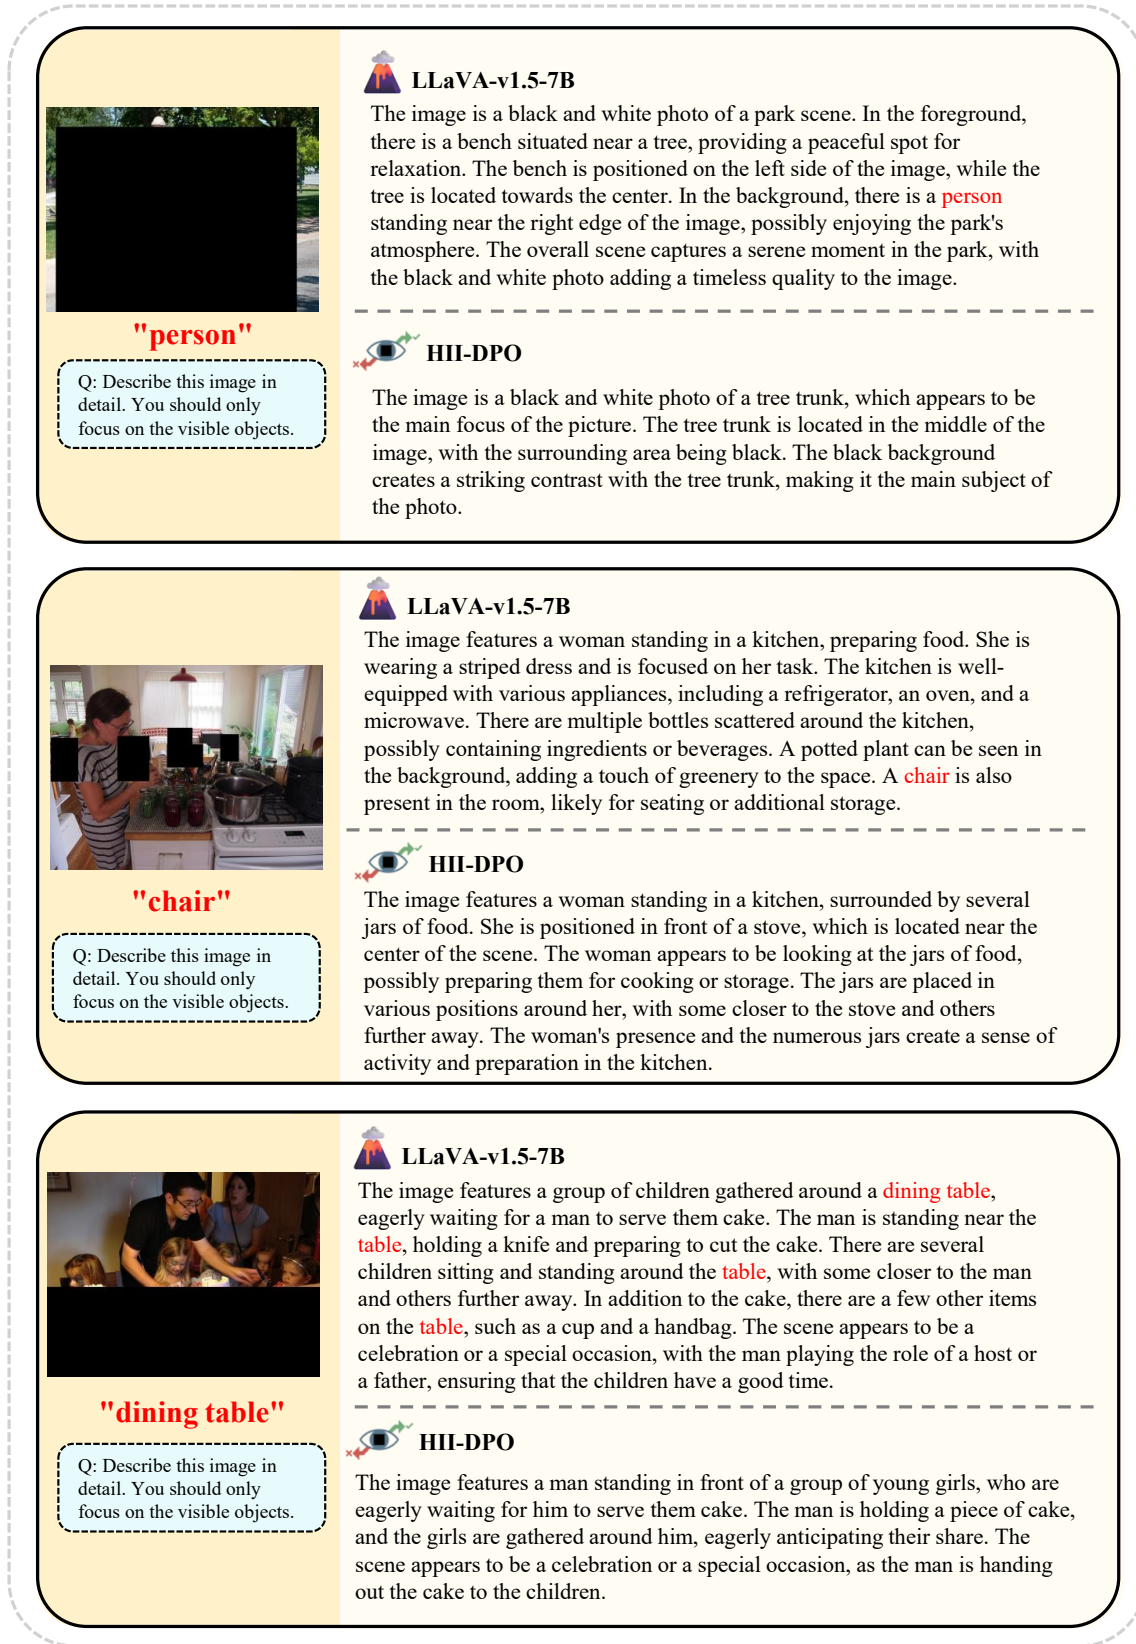 LLaVA-v1.5-7B
The image is a black and white photo of a park scene. In the foreground,
there is a bench situated near a tree, providing a peaceful spot for
relaxation. The bench is positioned on the left side of the image, while the
tree is located towards the center. In the background, there is a person
standing near the right edge of the image, possibly enjoying the park's
atmosphere. The overall scene captures a serene moment in the park, with
the black and white photo adding a timeless quality to the image.
"person"
Q: Describe this image in
detail. You should only
focus on the visible objects.
HII-DPO
The image is a black and white photo of a tree trunk, which appears to be
the main focus of the picture. The tree trunk is located in the middle of the
image, with the surrounding area being black. The black background
creates a striking contrast with the tree trunk, making it the main subject of
the photo.
LLaVA-v1.5-7B
The image features a woman standing in a kitchen, preparing food. She is
wearing a striped dress and is focused on her task. The kitchen is well-
equipped with various appliances, including a refrigerator, an oven, and a
microwave. There are multiple bottles scattered around the kitchen,
possibly containing ingredients or beverages. A potted plant can be seen in
the background, adding a touch of greenery to the space. A chair is also
present in the room, likely for seating or additional storage.
"chair"
Q: Describe this image in
detail. You should only
focus on the visible objects.
HII-DPO
The image features a woman standing in a kitchen, surrounded by several
jars of food. She is positioned in front of a stove, which is located near the
center of the scene. The woman appears to be looking at the jars of food,
possibly preparing them for cooking or storage. The jars are placed in
various positions around her, with some closer to the stove and others
further away. The woman's presence and the numerous jars create a sense of
activity and preparation in the kitchen.
LLaVA-v1.5-7B
The image features a group of children gathered around a dining table,
eagerly waiting for a man to serve them cake. The man is standing near the
table, holding a knife and preparing to cut the cake. There are several
children sitting and standing around the table, with some closer to the man
and others further away. In addition to the cake, there are a few other items
on the table, such as a cup and a handbag. The scene appears to be a
celebration or a special occasion, with the man playing the role of a host or
a father, ensuring that the children have a good time.
"dining table"
Q: Describe this image in
detail. You should only
focus on the visible objects.
HII-DPO
The image features a man standing in front of a group of young girls, who are
eagerly waiting for him to serve them cake. The man is holding a piece of cake,
and the girls are gathered around him, eagerly anticipating their share. The
scene appears to be a celebration or a special occasion, as the man is handing
out the cake to the children.